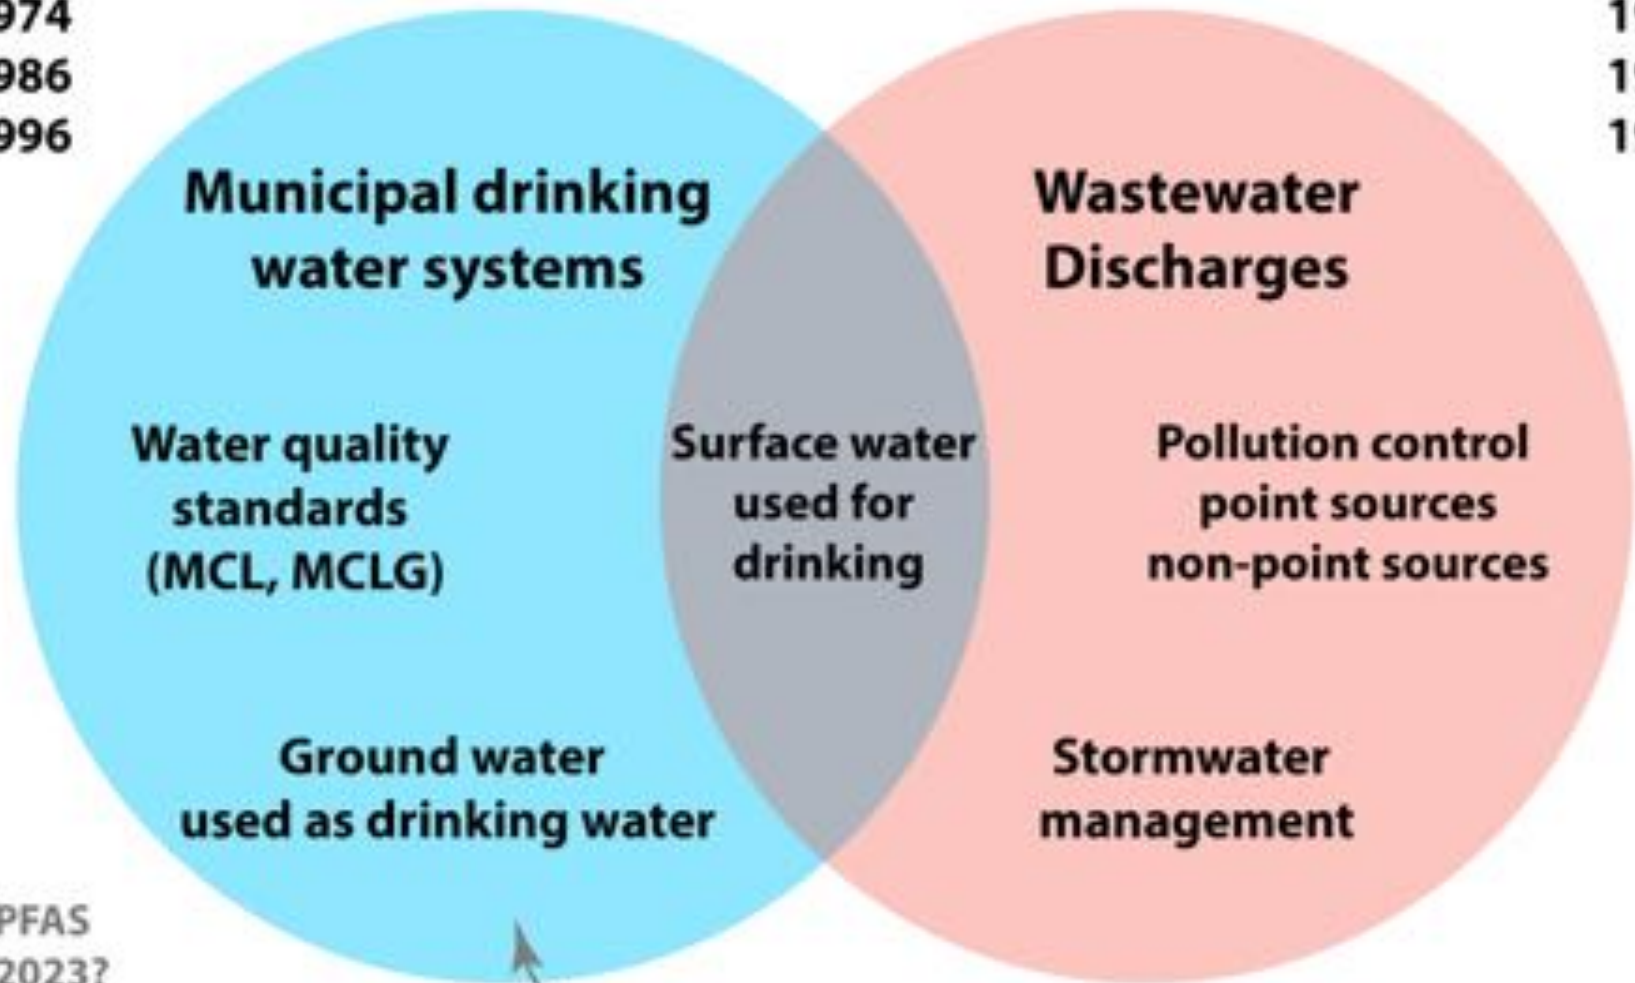 974
986
996
Municipal drinking
water systems
Water quality
standards
(MCL, MCLG)
Ground water
used as drinking water
Surface water
used for
drinking
Wastewater
Discharges
Pollution control
point sources
non-point sources
Stormwater
management
PFAS
2023?